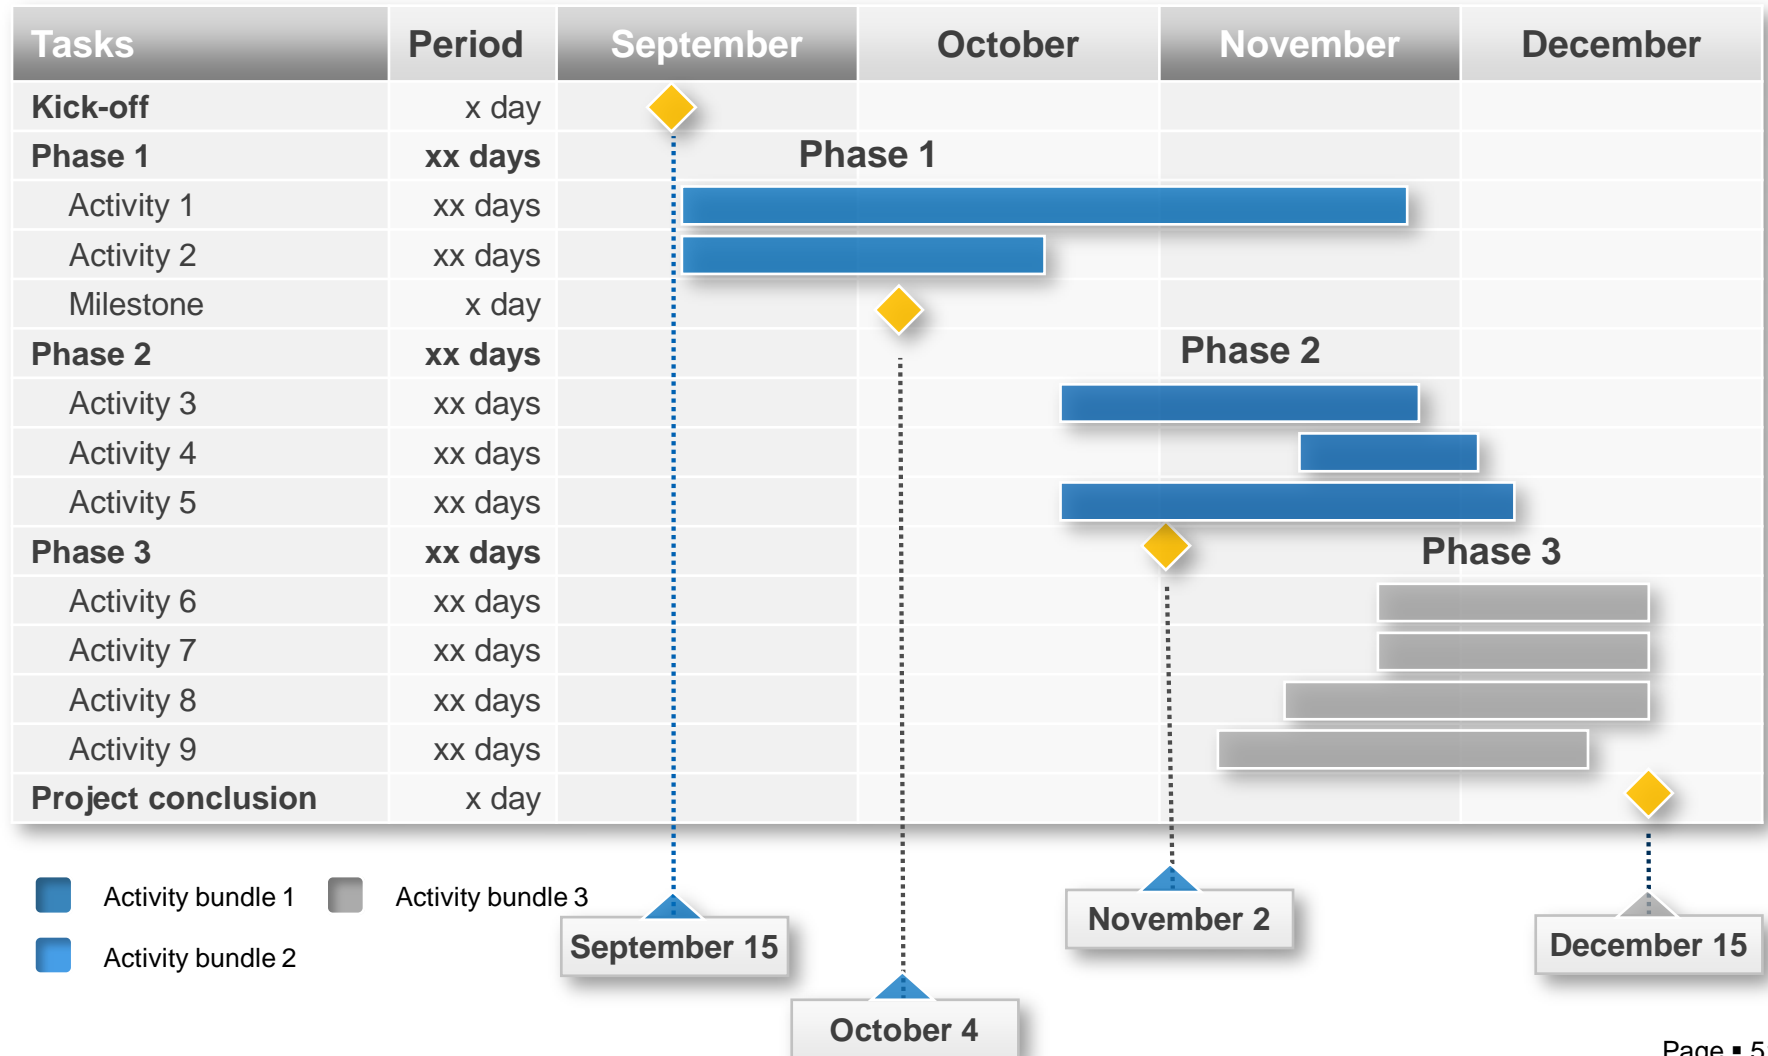 Tasks Period September October November December
Kick-off x day
Phase 1 xx days Phase 1
Activity 1 xx days
Activity 2 xx days
Milestone x day
Phase 2 xx days Phase 2
Activity 3 xx days
Activity 4 xx days
Activity 5 xx days
Phase 3 xx days Phase 3
Activity 6 xx days
Activity 7 xx days
Activity 8 xx days
Activity 9 xx days
Project conclusion x day
Activity bundle 1 Activity bundle 3
Activity bundle 2
September 15
October 4
November 2
December 15
Page ▪ 5